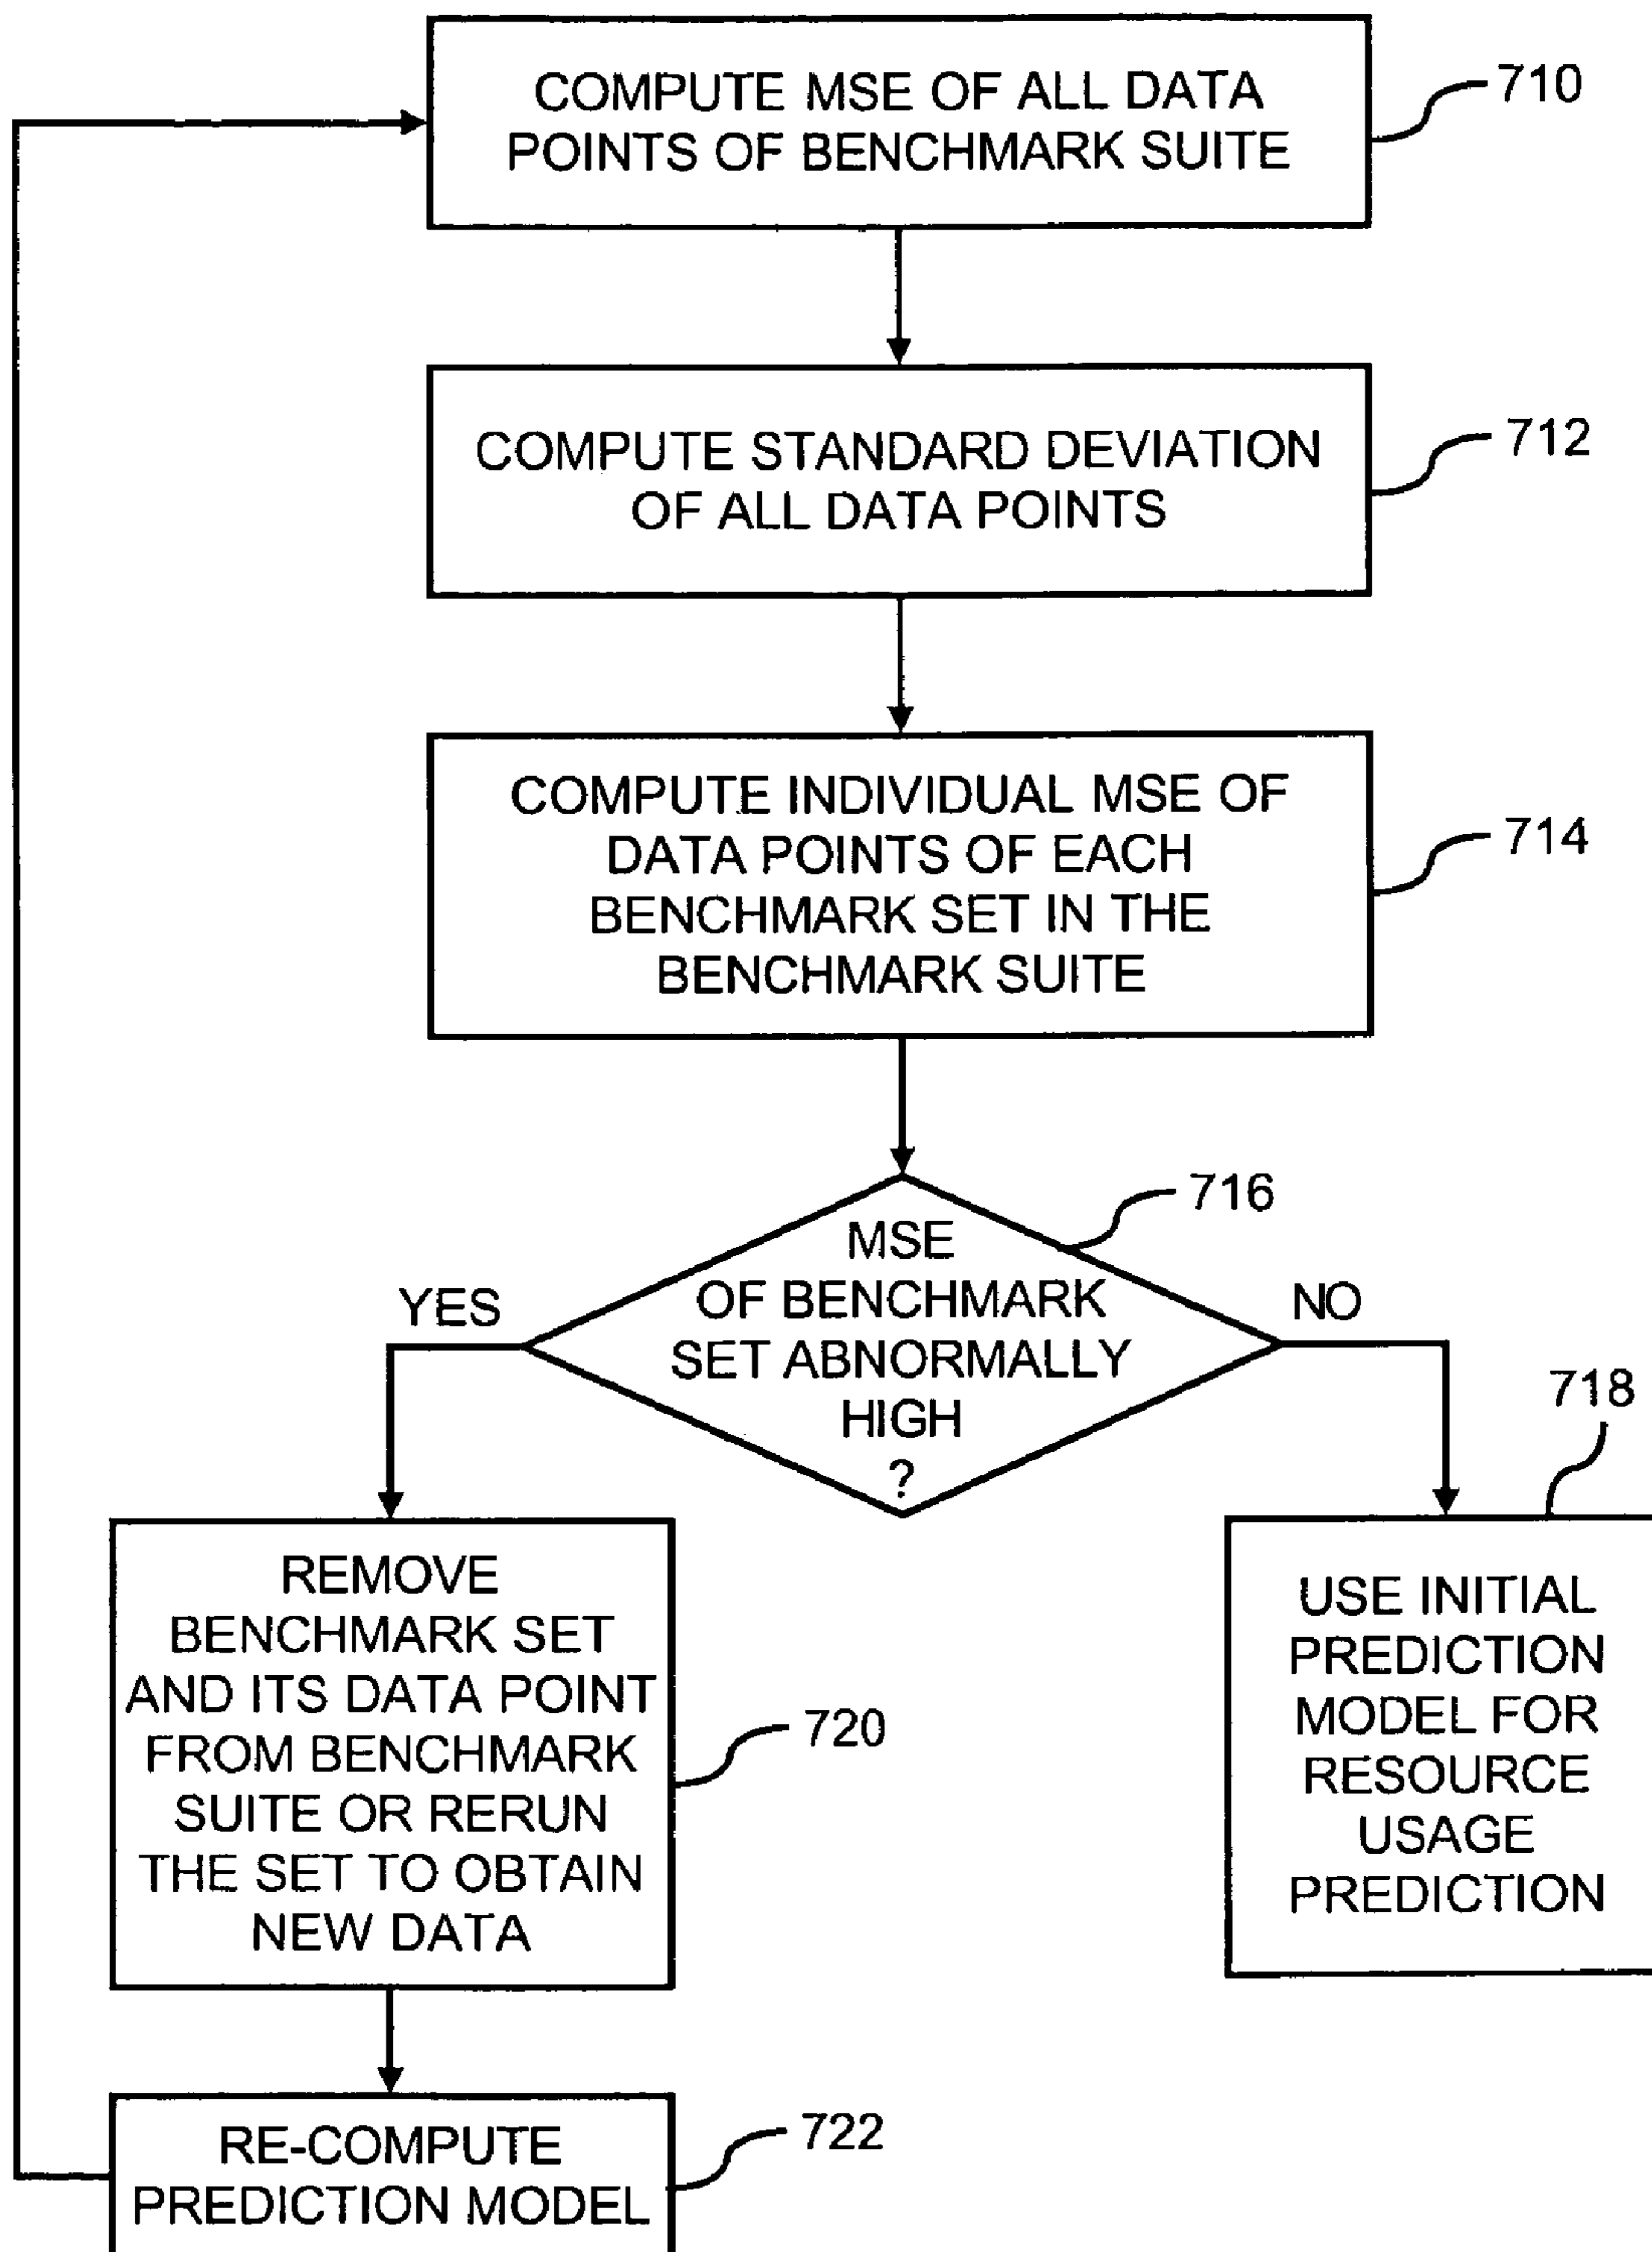 COMPUTE MSE OF ALL DATA
POINTS OF BENCHMARK SUITE
710
COMPUTE STANDARD DEVIATION
OF ALL DATA POINTS
712
COMPUTE INDIVIDUAL MSE OF
DATA POINTS OF EACH
BENCHMARK SET IN THE
BENCHMARK SUITE
714
716
MSE
OF BENCHMARK
SET ABNORMALLY
HIGH
?
YES
NO
718
REMOVE
BENCHMARK SET
AND ITS DATA POINT
FROM BENCHMARK
SUITE OR RERUN
THE SET TO OBTAIN
NEW DATA
720
USE INITIAL
PREDICTION
MODEL FOR
RESOURCE
USAGE
PREDICTION
RE-COMPUTE
PREDICTION MODEL
722